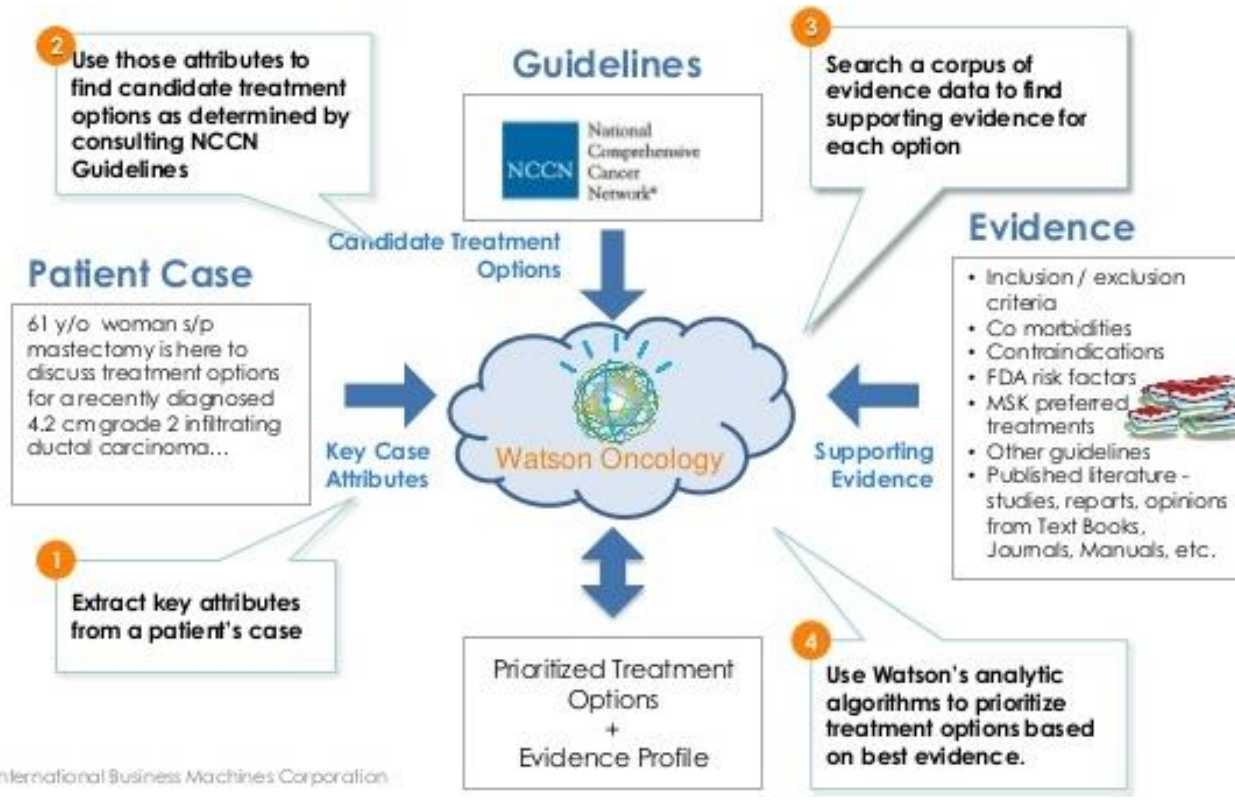 2
Use those attributes to
find candidate treatment
options as determined by
consulting NCCN
Guidelines
Guidelines
NCCN
National
Comprehensive
Cancer
Network®
3
Search a corpus of
evidence data to find
supporting evidence for
each option
Candidate Treatment
Options
Patient Case
61 y/o woman s/p
mastectomy is here to
discuss treatment options
for a recently diagnosed
4.2 cm grade 2 infiltrating
ductal carcinoma...
Key Case
Attributes
Watson Oncology
Supporting
Evidence
Evidence
• Inclusion / exclusion
criteria
• Co morbidities
• Contraindications
• FDA risk factors
• MSK preferred
treatments
• Other guidelines
• Published literature -
studies, reports, opinions
from Text Books,
Journals, Manuals, etc.
1
Extract key attributes
from a patient's case
Prioritized Treatment
Options
+
Evidence Profile
4
Use Watson's analytic
algorithms to prioritize
treatment options based
on best evidence.
nternational Business Machines Corporation